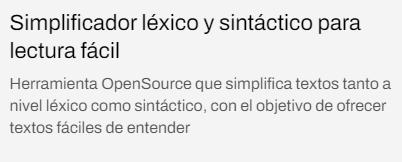 Simplificador léxico y sintáctico para
lectura fácil
Herramienta OpenSource que simplifica textos tanto a
nivel léxico como sintáctico, con el objetivo de ofrecer
textos fáciles de entender